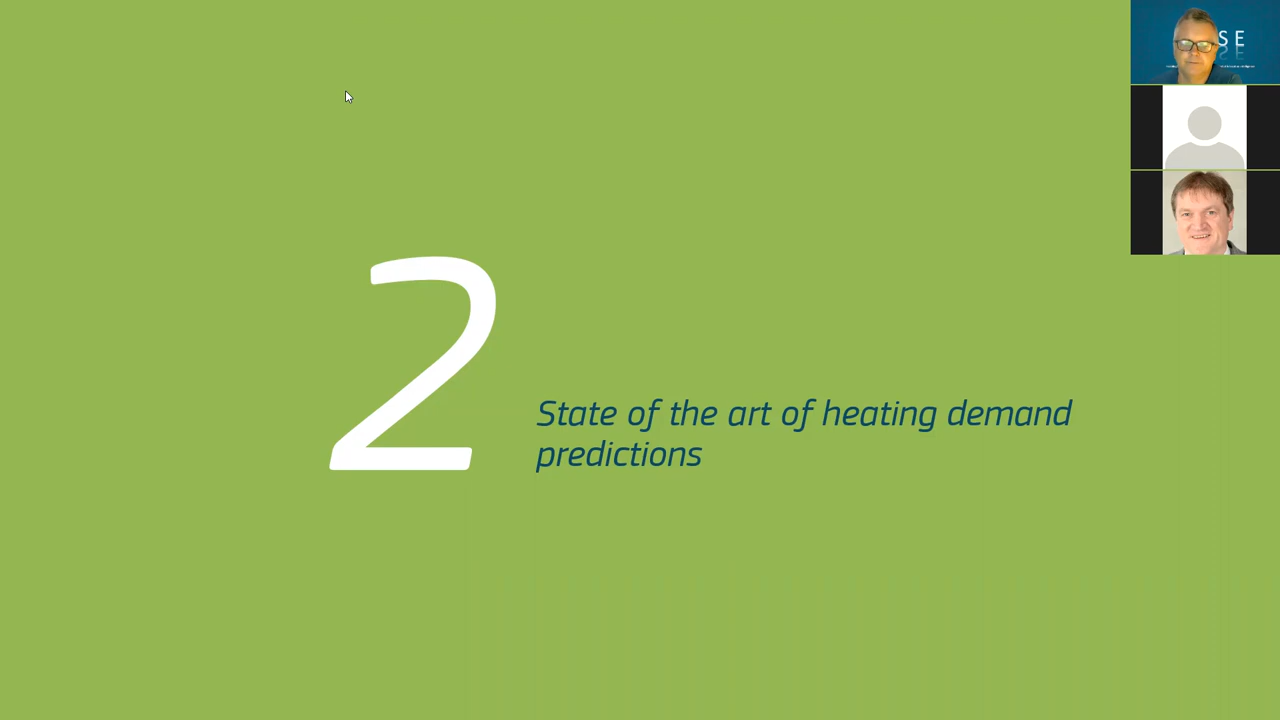 S E
2
State of the art of heating demand
predictions